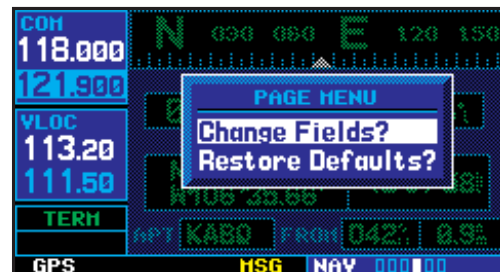 COM
118.000
121.900
VLOC
113.20
111.50
TERM
GPS
N 030 060 E 120 150
PAGE MENU
Change Fields?
Restore Defaults?
APT KABQ FROM 042° 0.9
MSG NAV